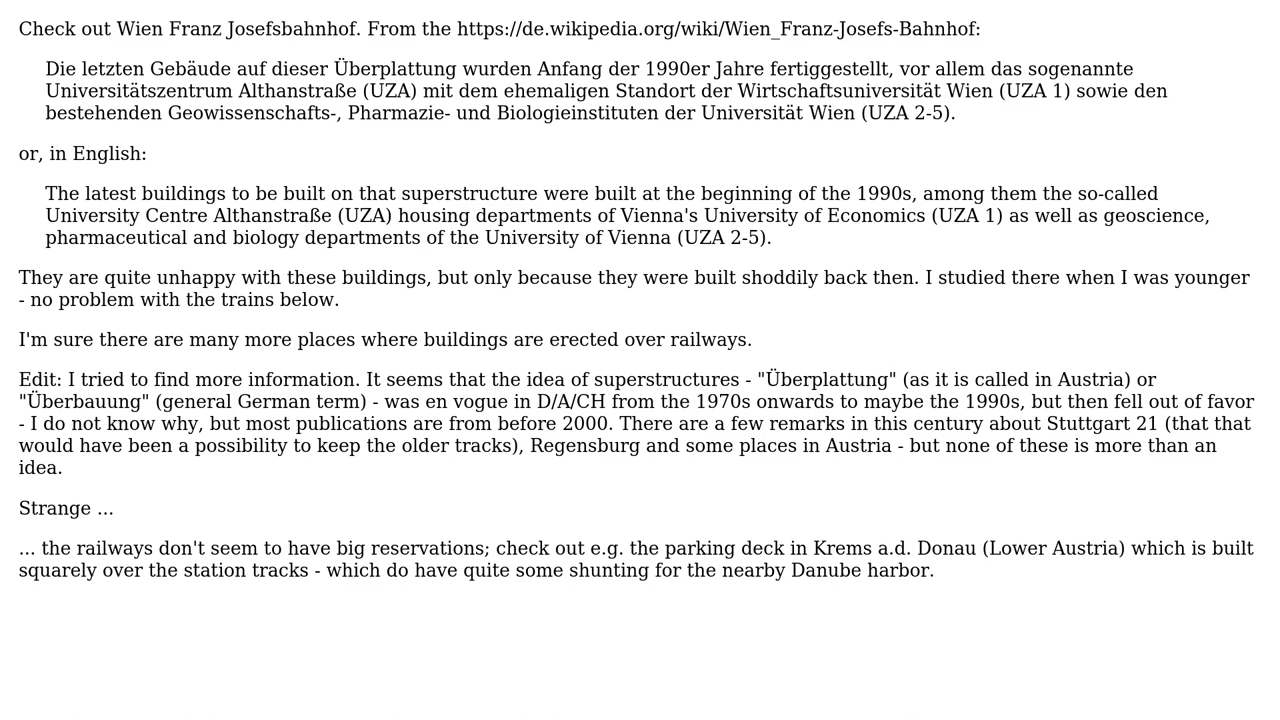 Check out Wien Franz Josefsbahnhof. From the https://de.wikipedia.org/wiki/Wien_Franz-Josefs-Bahnhof:
Die letzten Gebäude auf dieser Überplattung wurden Anfang der 1990er Jahre fertiggestellt, vor allem das sogenannte
Universitätszentrum Althanstraße (UZA) mit dem ehemaligen Standort der Wirtschaftsuniversität Wien (UZA 1) sowie den
bestehenden Geowissenschafts-, Pharmazie- und Biologieinstituten der Universität Wien (UZA 2-5).
or, in English:
The latest buildings to be built on that superstructure were built at the beginning of the 1990s, among them the so-called
University Centre Althanstraße (UZA) housing departments of Vienna's University of Economics (UZA 1) as well as geoscience,
pharmaceutical and biology departments of the University of Vienna (UZA 2-5).
They are quite unhappy with these buildings, but only because they were built shoddily back then. I studied there when I was younger
- no problem with the trains below.
I'm sure there are many more places where buildings are erected over railways.
Edit: I tried to find more information. It seems that the idea of superstructures - "Überplattung" (as it is called in Austria) or
"Überbauung" (general German term) - was en vogue in D/A/CH from the 1970s onwards to maybe the 1990s, but then fell out of favor
- I do not know why, but most publications are from before 2000. There are a few remarks in this century about Stuttgart 21 (that that
would have been a possibility to keep the older tracks), Regensburg and some places in Austria - but none of these is more than an
idea.
Strange ...
... the railways don't seem to have big reservations; check out e.g. the parking deck in Krems a.d. Donau (Lower Austria) which is built
squarely over the station tracks - which do have quite some shunting for the nearby Danube harbor.